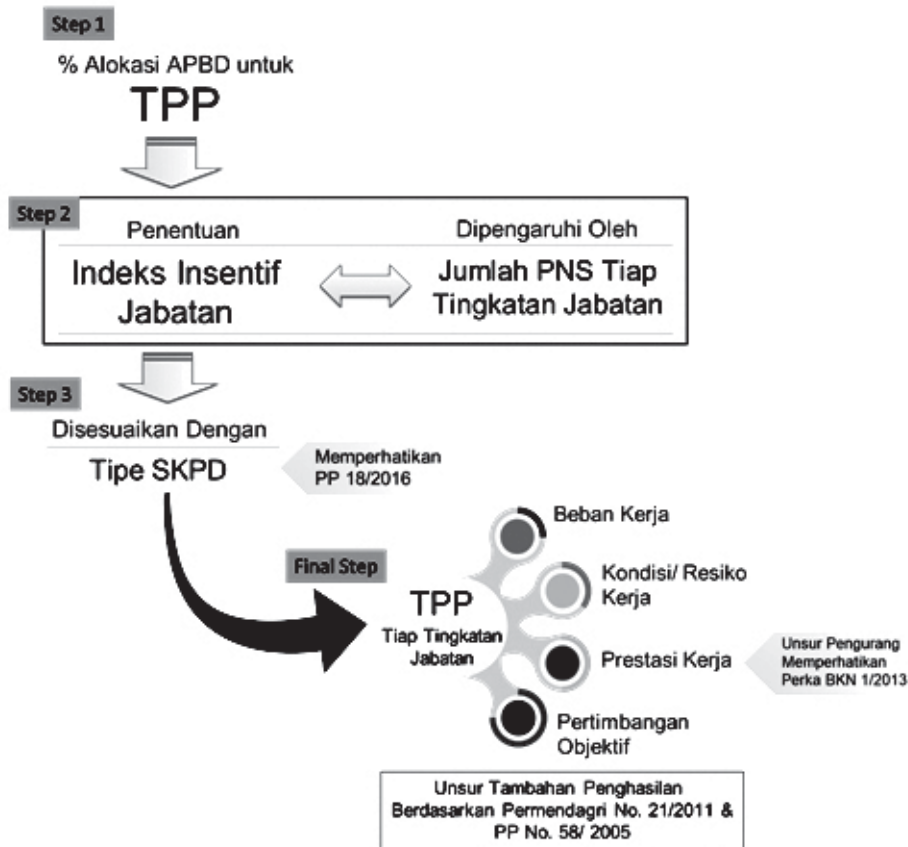 Step 1
% Alokasi APBD untuk
TPP
Step 2
Penentuan
Indeks Insentif
Jabatan
Dipengaruhi Oleh
Jumlah PNS Tiap
Tingkatan Jabatan
Step 3
Disesuaikan Dengan
Tipe SKPD
Memperhatikan
PP 18/2016
Final Step
TPP
Tiap Tingkatan
Jabatan
Beban Kerja
Kondisi/ Resiko
Kerja
Prestasi Kerja
Unsur Pengurang
Memperhatikan
Perka BKN 1/2013
Pertimbangan
Objektif
Unsur Tambahan Penghasilan
Berdasarkan Permendagri No. 21/2011 &
PP No. 58/ 2005